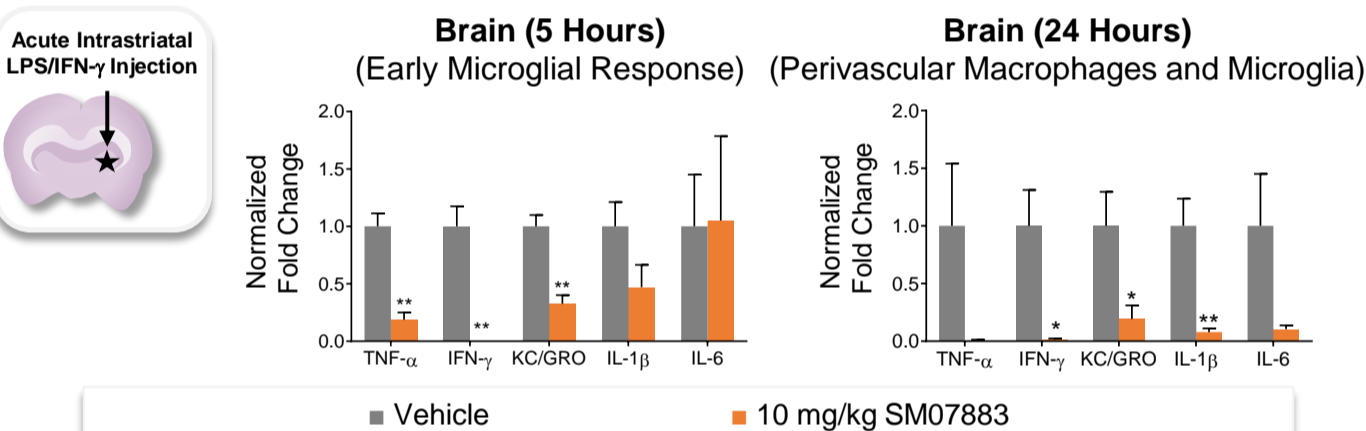 Acute Intrastriatal
LPS/IFN-γ Injection
Brain (5 Hours)
(Early Microglial Response)
Normalized
Fold Change
2.0
1.5
1.0
0.5
0.0
**
**
**
TNF-α IFN-γ KC/GRO IL-1β IL-6
Brain (24 Hours)
(Perivascular Macrophages and Microglia)
Normalized
Fold Change
2.0
1.5
1.0
0.5
0.0
*
*
**
TNF-α IFN-γ KC/GRO IL-1β IL-6
Vehicle
10 mg/kg SM07883